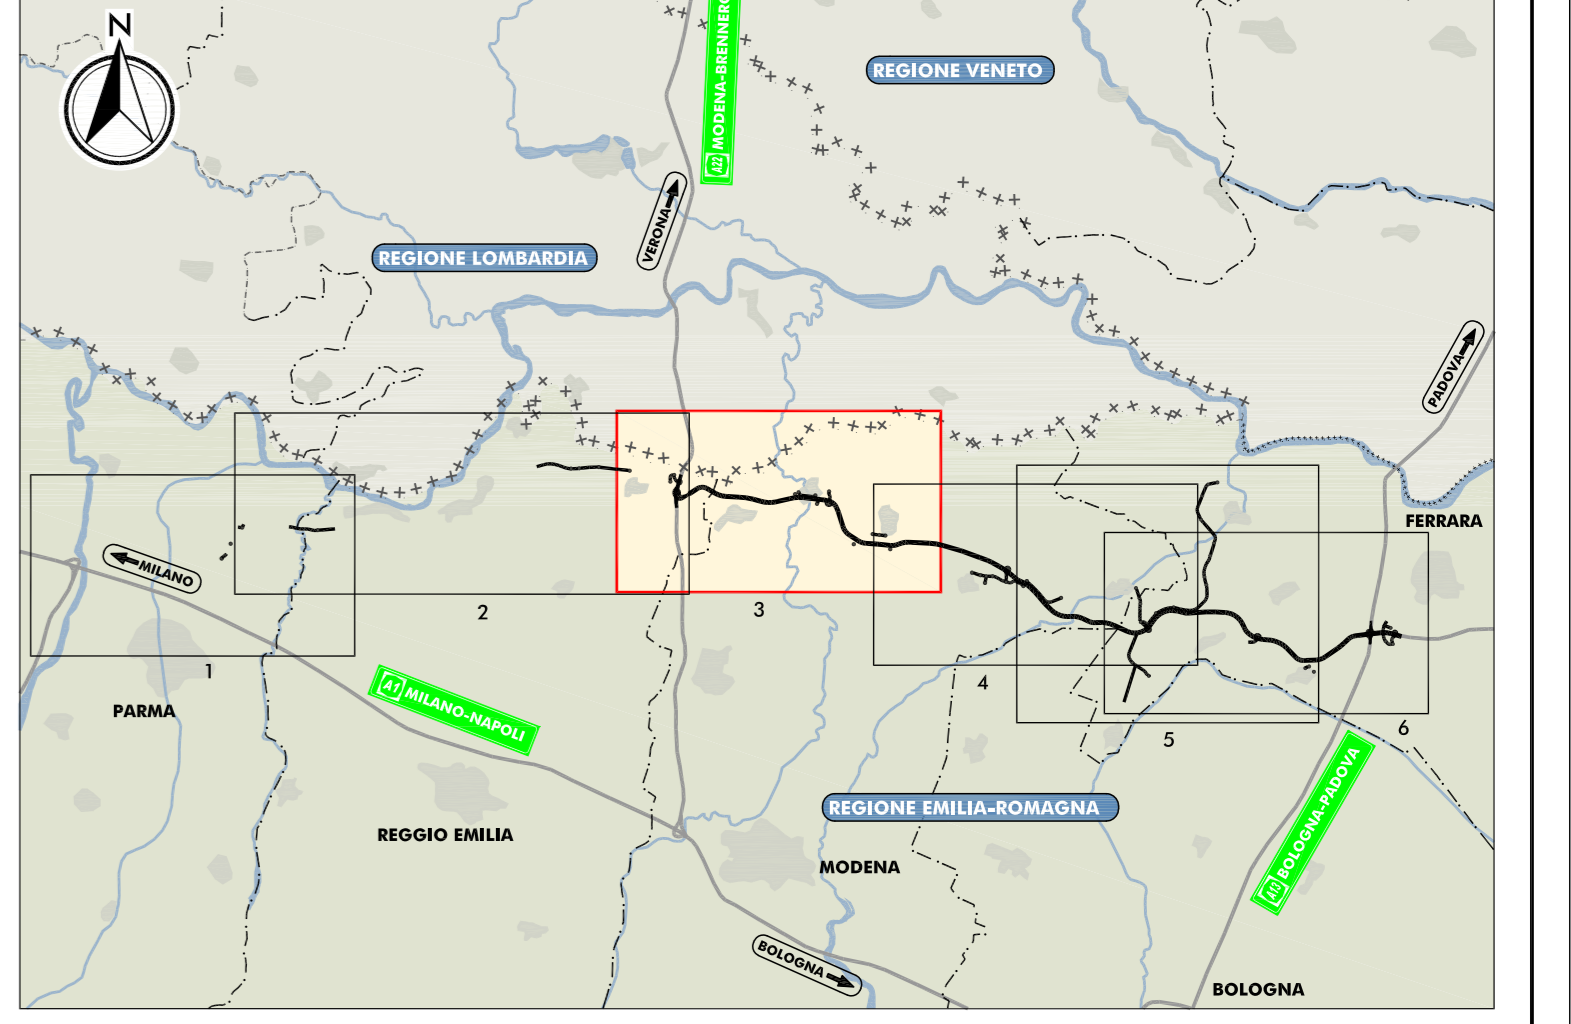 N
A22 MODENA-BRENNERO
REGIONE VENETO
VERONA
REGIONE LOMBARDIA
PADOVA
FERRARA
MILANO
2
3
1
4
PARMA
A1 MILANO-NAPOLI
5
6
A13 BOLOGNA-PADOVA
REGIONE EMILIA-ROMAGNA
REGGIO EMILIA
MODENA
BOLOGNA
BOLOGNA